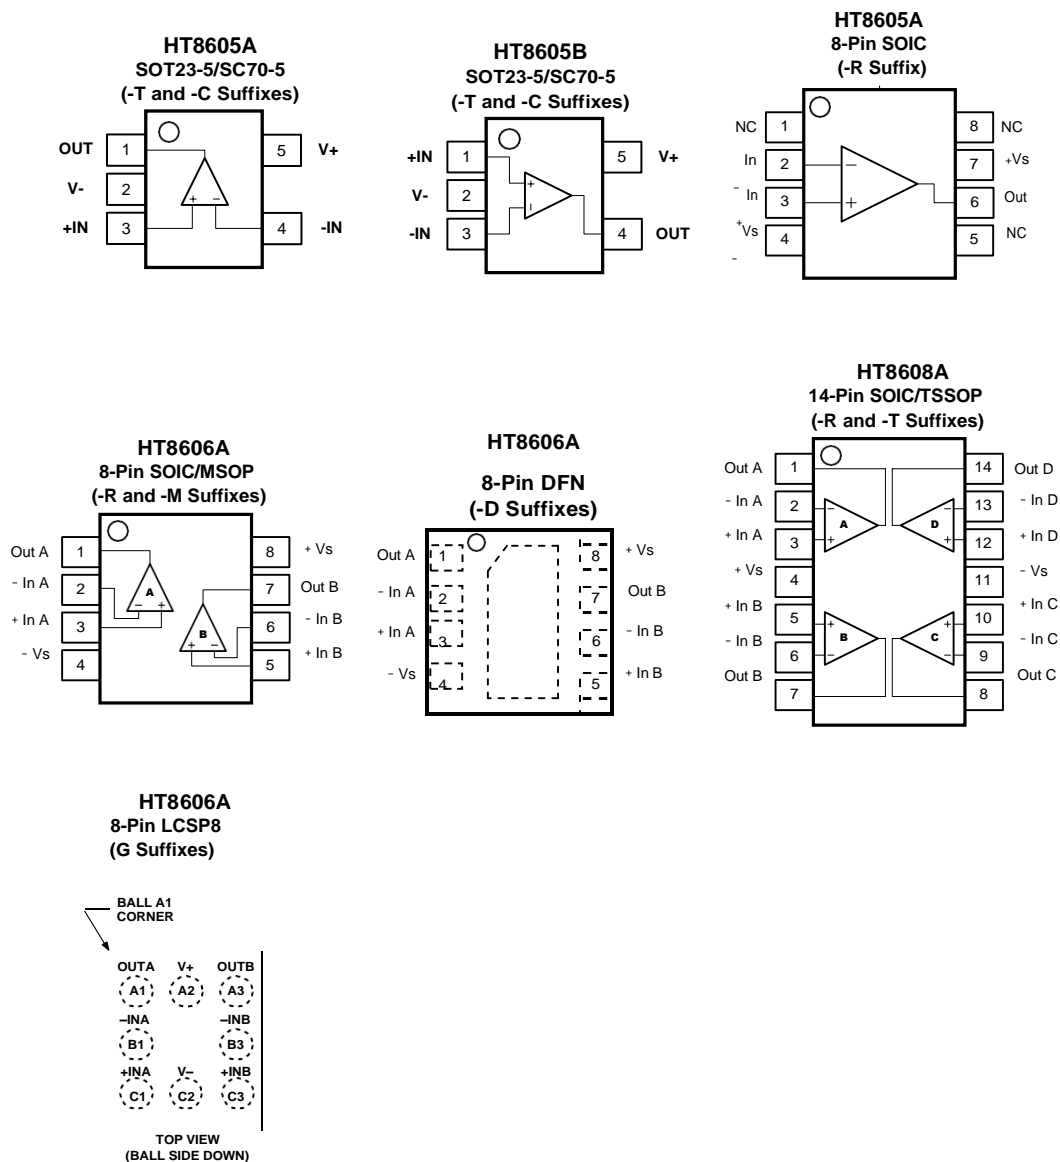 HT8605A
SOT23-5/SC70-5
(-T and -C Suffixes)
OUT 1 5 V+
V- 2
+IN 3 4 -IN
+ −
HT8605B
SOT23-5/SC70-5
(-T and -C Suffixes)
+IN 1 5 V+
V- 2
-IN 3 4 OUT
+
−
HT8605A
8-Pin SOIC
(-R Suffix)
NC 1 8 NC
In 2 7 +Vs
− In 3 6 Out
+Vs 4 5 NC
−
−
+
HT8606A
8-Pin SOIC/MSOP
(-R and -M Suffixes)
Out A 1 8 + Vs
− In A 2 7 Out B
+ In A 3 6 − In B
− Vs 4 5 + In B
A
− +
B
+ −
HT8606A
8-Pin DFN
(-D Suffixes)
Out A 1 8 + Vs
− In A 2 7 Out B
+ In A 3 6 − In B
− Vs 4 5 + In B
HT8608A
14-Pin SOIC/TSSOP
(-R and -T Suffixes)
Out A 1 14 Out D
− In A 2 − A D − 13 − In D
+ In A 3 + + 12 + In D
+ Vs 4 11 − Vs
+ In B 5 + B C + 10 + In C
− In B 6 − − 9 − In C
Out B 7 8 Out C
HT8606A
8-Pin LCSP8
(G Suffixes)
BALL A1
CORNER
OUTA V+ OUTB
A1 A2 A3
–INA –INB
B1 B3
+INA V– +INB
C1 C2 C3
TOP VIEW
(BALL SIDE DOWN)